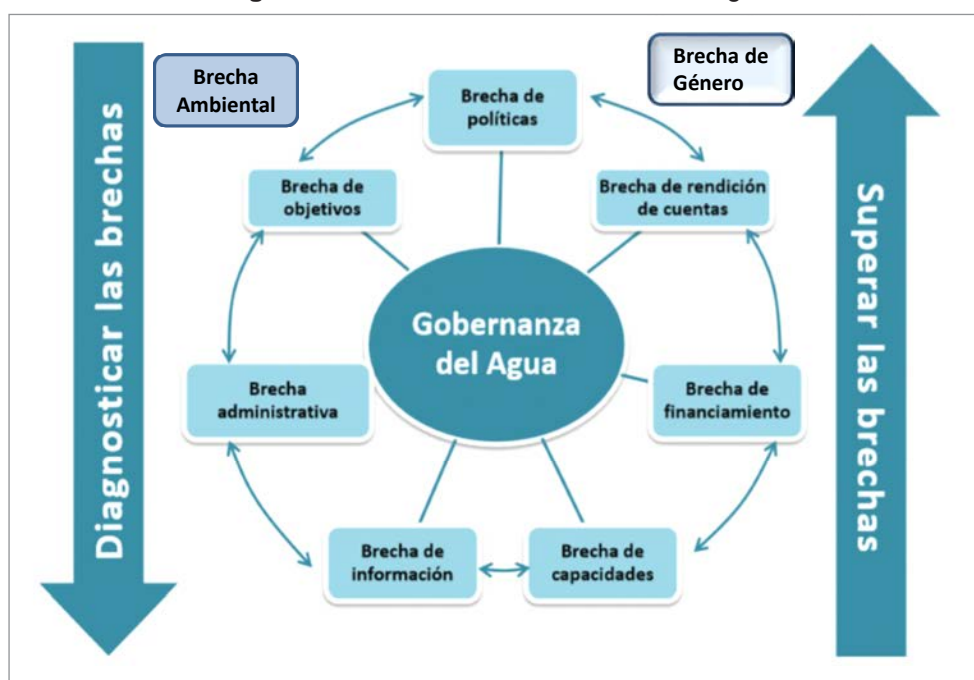 Diagnosticar las brechas
Brecha
Ambiental
Brecha de
Género
Brecha de
políticas
Brecha de
objetivos
Brecha de rendición
de cuentas
Gobernanza
del Agua
Brecha
administrativa
Brecha de
financiamiento
Brecha de
información
Brecha de
capacidades
Superar las brechas